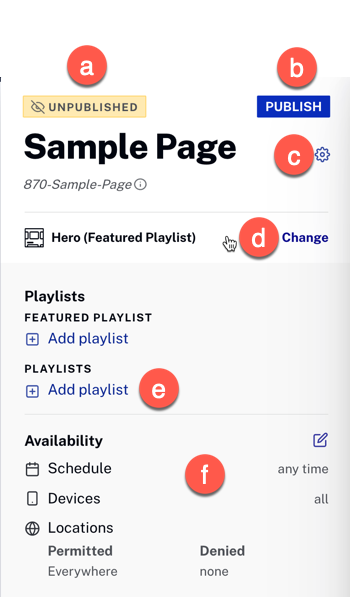 a
b
UNPUBLISHED
PUBLISH
Sample Page
c
870-Sample-Page
Hero (Featured Playlist)
d
Change
Playlists
FEATURED PLAYLIST
Add playlist
PLAYLISTS
Add playlist
e
Availability
Schedule
f
any time
Devices
all
Locations
Permitted
Denied
Everywhere
none